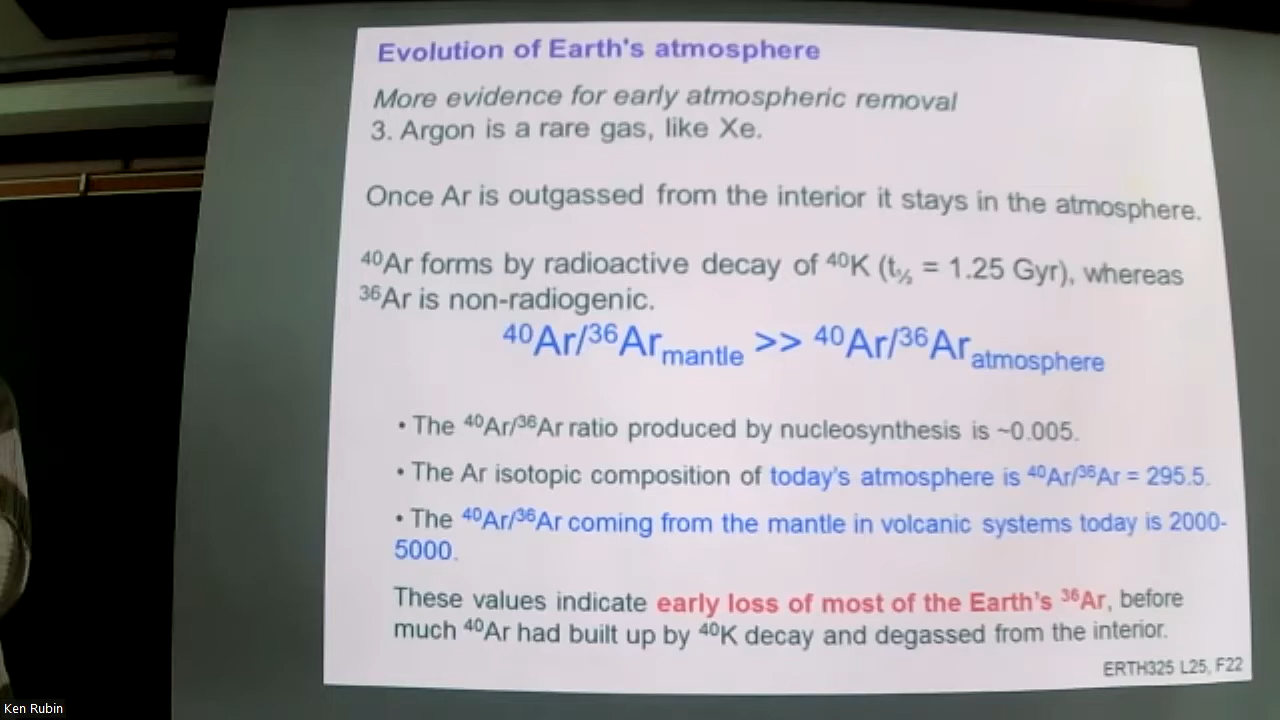 Evolution of Earth's atmosphere
More evidence for early atmospheric removal
3. Argon is a rare gas, like Xe.
Once Ar is outgassed from the interior it stays in the atmosphere.
⁴⁰Ar forms by radioactive decay of ⁴⁰K (t½ = 1.25 Gyr), whereas
³⁶Ar is non-radiogenic.
⁴⁰Ar/³⁶Ar mantle >> ⁴⁰Ar/³⁶Ar atmosphere
• The ⁴⁰Ar/³⁶Ar ratio produced by nucleosynthesis is ~0.005.
• The Ar isotopic composition of today's atmosphere is ⁴⁰Ar/³⁶Ar = 295.5.
• The ⁴⁰Ar/³⁶Ar coming from the mantle in volcanic systems today is 2000-
5000.
These values indicate early loss of most of the Earth's ³⁶Ar, before
much ⁴⁰Ar had built up by ⁴⁰K decay and degassed from the interior.
ERTH325 L25, F22
Ken Rubin